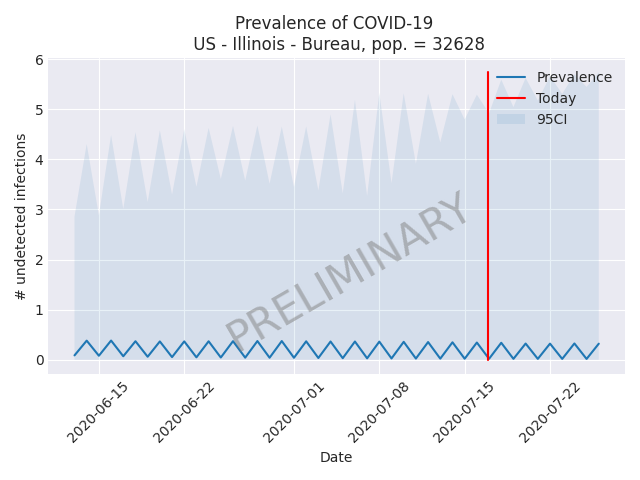 Prevalence of COVID-19
US - Illinois - Bureau, pop. = 32628
6
5
4
3
2
1
0
# undetected infections
Prevalence
Today
95CI
PRELIMINARY
2020-06-15
2020-06-22
2020-07-01
2020-07-08
2020-07-15
2020-07-22
Date